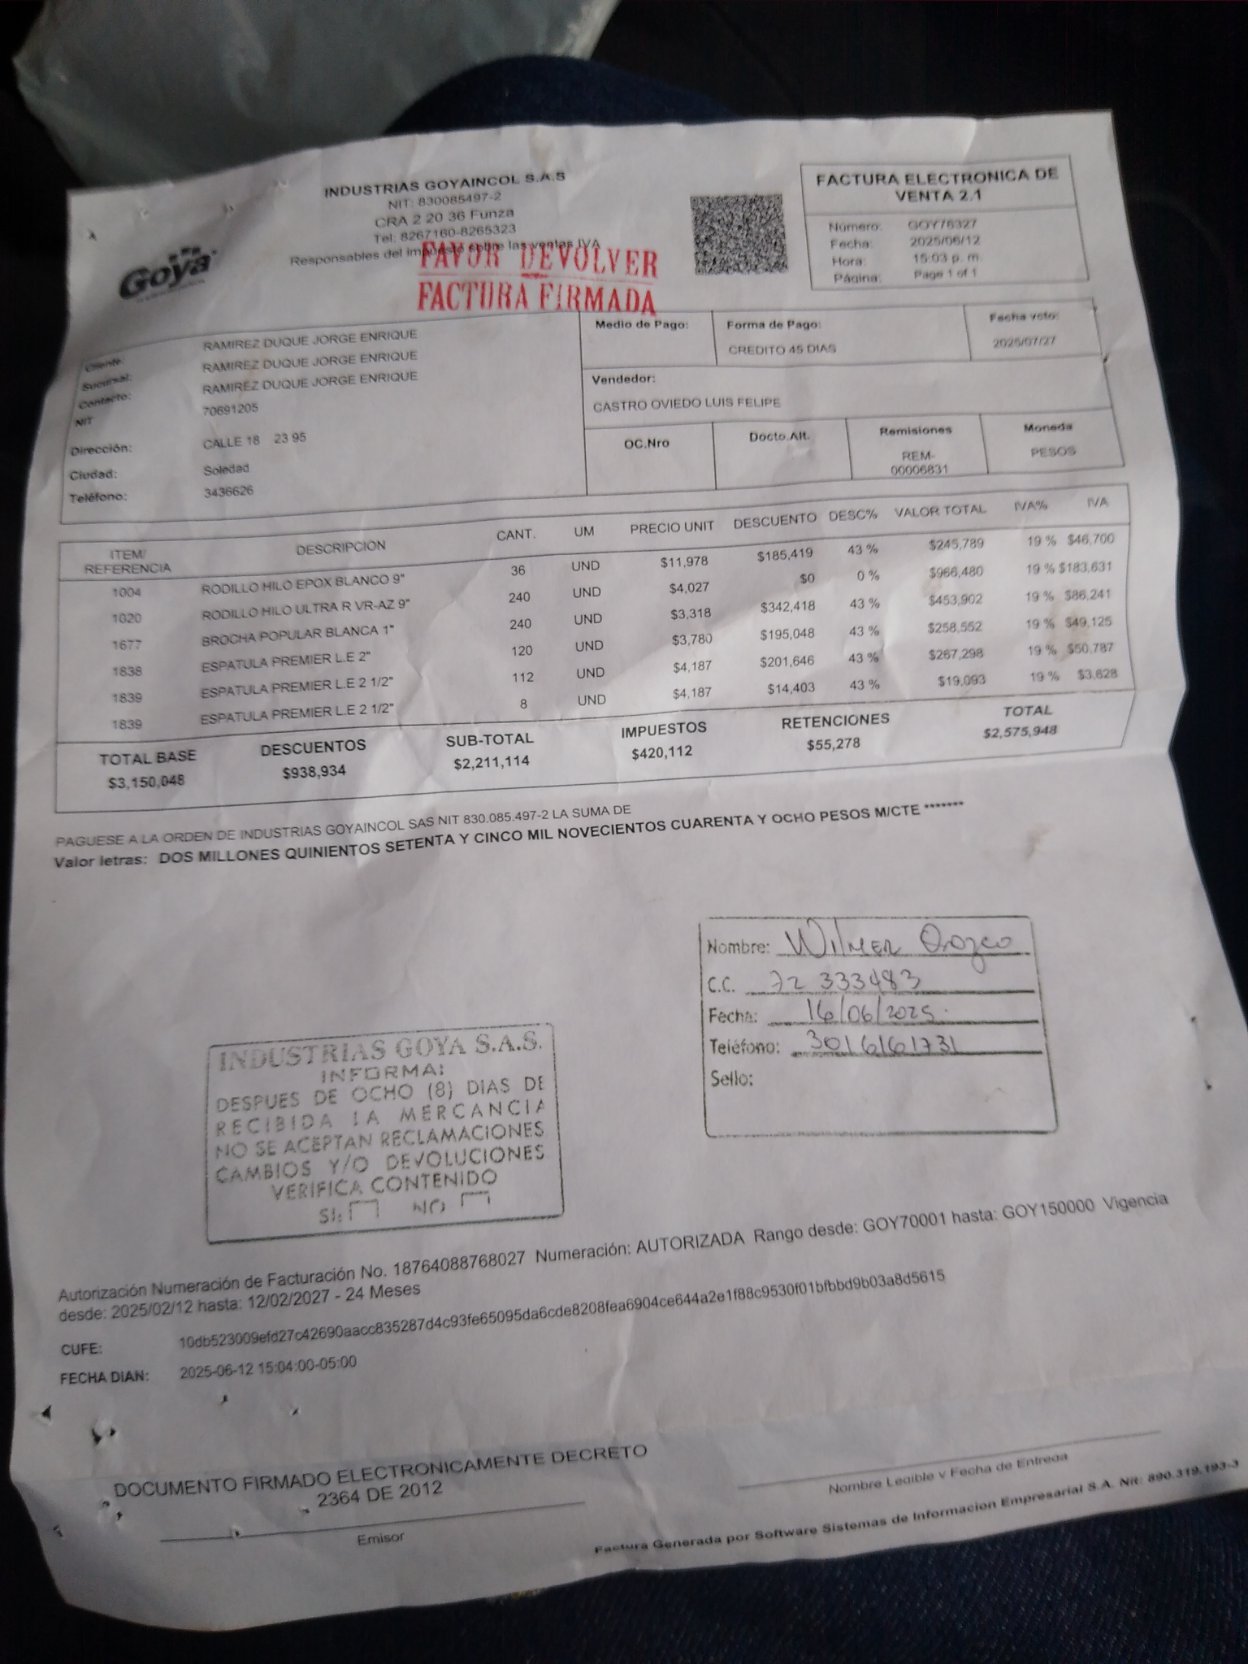 INDUSTRIAS GOYAINCOL S.A.S
NIT: 830085497-2
CRA 2 20 36 Funza
Tel: 8267160-8265323
Responsables del impuesto sobre las ventas IVA
Goya
FAVOR DEVOLVER
FACTURA FIRMADA
FACTURA ELECTRONICA DE
VENTA 2.1
Número: GOY76327
Fecha: 2025/06/12
Hora: 15:03 p. m.
Página: Page 1 of 1
Cliente: RAMIREZ DUQUE JORGE ENRIQUE
Sucursal: RAMIREZ DUQUE JORGE ENRIQUE
Contacto: RAMIREZ DUQUE JORGE ENRIQUE
NIT 70691205
Dirección: CALLE 18 23 95
Ciudad: Soledad
Teléfono: 3436626
Medio de Pago: Forma de Pago: Fecha vcto:
CREDITO 45 DIAS 2025/07/27
Vendedor:
CASTRO OVIEDO LUIS FELIPE
OC.Nro Docto.Alt. Remisiones Moneda
REM-00006831 PESOS
ITEM/REFERENCIA DESCRIPCION CANT. UM PRECIO UNIT DESCUENTO DESC% VALOR TOTAL IVA% IVA
1004 RODILLO HILO EPOX BLANCO 9" 36 UND $11,978 $185,419 43 % $245,789 19 % $46,700
1020 RODILLO HILO ULTRA R VR-AZ 9" 240 UND $4,027 $0 0 % $966,480 19 % $183,631
1677 BROCHA POPULAR BLANCA 1" 240 UND $3,318 $342,418 43 % $453,902 19 % $86,241
1838 ESPATULA PREMIER L.E 2" 120 UND $3,780 $195,048 43 % $258,552 19 % $49,125
1839 ESPATULA PREMIER L.E 2 1/2" 112 UND $4,187 $201,646 43 % $267,298 19 % $50,787
1839 ESPATULA PREMIER L.E 2 1/2" 8 UND $4,187 $14,403 43 % $19,093 19 % $3,628
TOTAL BASE DESCUENTOS SUB-TOTAL IMPUESTOS RETENCIONES TOTAL
$3,150,048 $938,934 $2,211,114 $420,112 $55,278 $2,575,948
PAGUESE A LA ORDEN DE INDUSTRIAS GOYAINCOL SAS NIT 830.085.497-2 LA SUMA DE
Valor letras: DOS MILLONES QUINIENTOS SETENTA Y CINCO MIL NOVECIENTOS CUARENTA Y OCHO PESOS M/CTE *******
Nombre: Wilmer Orozco
C.C. 72 333483
Fecha: 16/06/2025
Teléfono: 3016161731
Sello:
INDUSTRIAS GOYA S.A.S.
INFORMA:
DESPUES DE OCHO (8) DIAS DE
RECIBIDA LA MERCANCIA
NO SE ACEPTAN RECLAMACIONES
CAMBIOS Y/O DEVOLUCIONES
VERIFICA CONTENIDO
SI: NO
Autorización Numeración de Facturación No. 18764088768027 Numeración: AUTORIZADA Rango desde: GOY70001 hasta: GOY150000 Vigencia
desde: 2025/02/12 hasta: 12/02/2027 - 24 Meses
CUFE: 10db523009efd27c42690aacc835287d4c93fe65095da6cde8208fea6904ce644a2e1f88c9530f01bfbbd9b03a8d5615
FECHA DIAN: 2025-06-12 15:04:00-05:00
DOCUMENTO FIRMADO ELECTRONICAMENTE DECRETO
2364 DE 2012
Emisor
Nombre Legible y Fecha de Entrega
Factura Generada por Software Sistemas de Informacion Empresarial S.A. Nit: 890.319.193-3